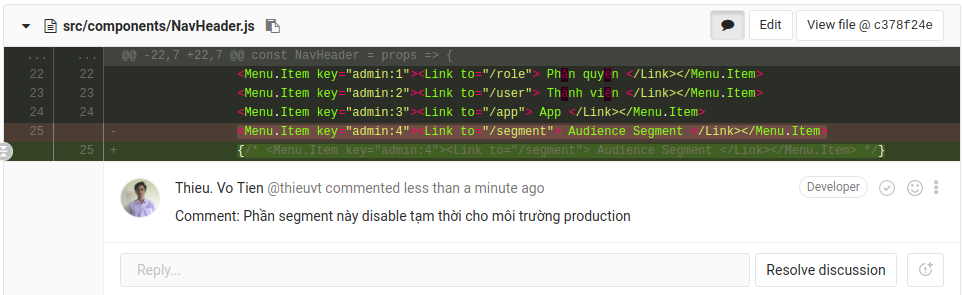 src/components/NavHeader.js
Edit
View file @ c378f24e
... ... @@ -22,7 +22,7 @@ const NavHeader = props => {
22 22 <Menu.Item key="admin:1"><Link to="/role"> Phân quyền </Link></Menu.Item>
23 23 <Menu.Item key="admin:2"><Link to="/user"> Thành viên </Link></Menu.Item>
24 24 <Menu.Item key="admin:3"><Link to="/app"> App </Link></Menu.Item>
25 - <Menu.Item key="admin:4"><Link to="/segment"> Audience Segment </Link></Menu.Item>
25 + {/* <Menu.Item key="admin:4"><Link to="/segment"> Audience Segment </Link></Menu.Item> */}
Thieu. Vo Tien @thieuvt commented less than a minute ago
Developer
Comment: Phần segment này disable tạm thời cho môi trường production
Reply...
Resolve discussion